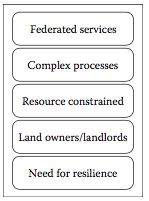 Federated services
Complex processes
Resource constrained
Land owners/landlords
Need for resilience